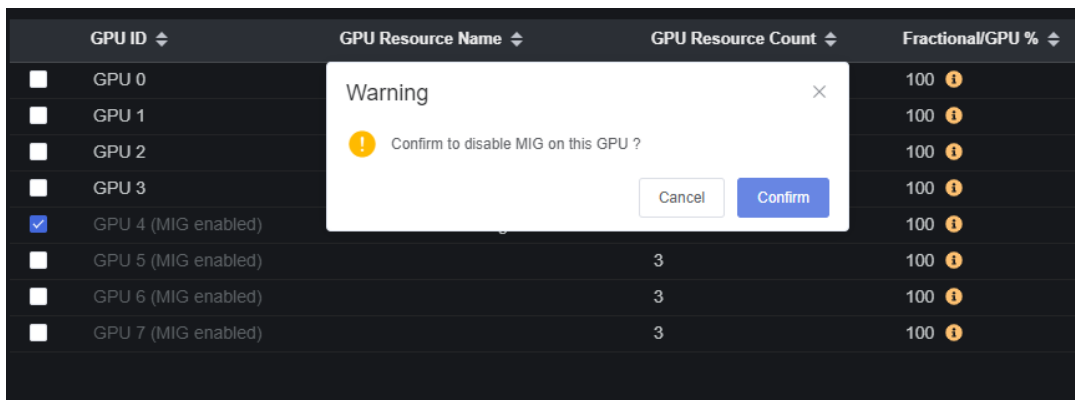 GPU ID GPU Resource Name GPU Resource Count Fractional/GPU %
GPU 0 100
GPU 1 100
GPU 2 100
GPU 3 100
GPU 4 (MIG enabled) 100
GPU 5 (MIG enabled) 3 100
GPU 6 (MIG enabled) 3 100
GPU 7 (MIG enabled) 3 100
Warning
Confirm to disable MIG on this GPU ?
Cancel Confirm